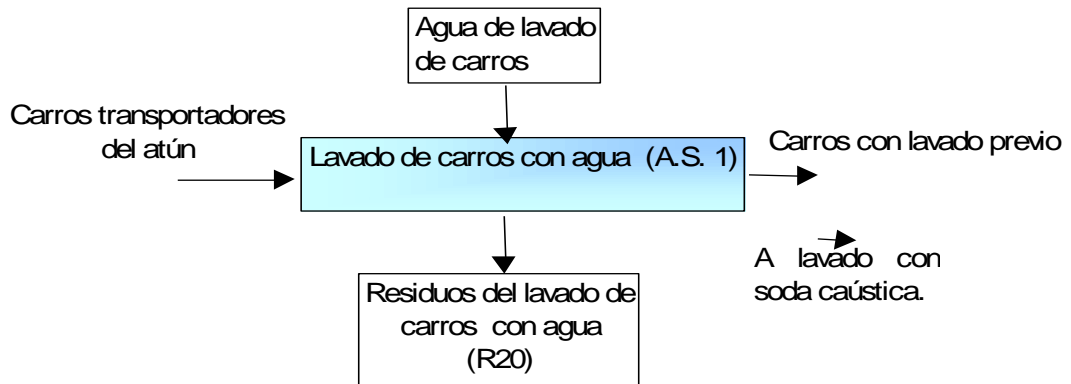 Agua de lavado
de carros
Carros transportadores
del atún
Lavado de carros con agua (A.S. 1)
Carros con lavado previo
A lavado con
soda caústica.
Residuos del lavado de
carros con agua
(R20)